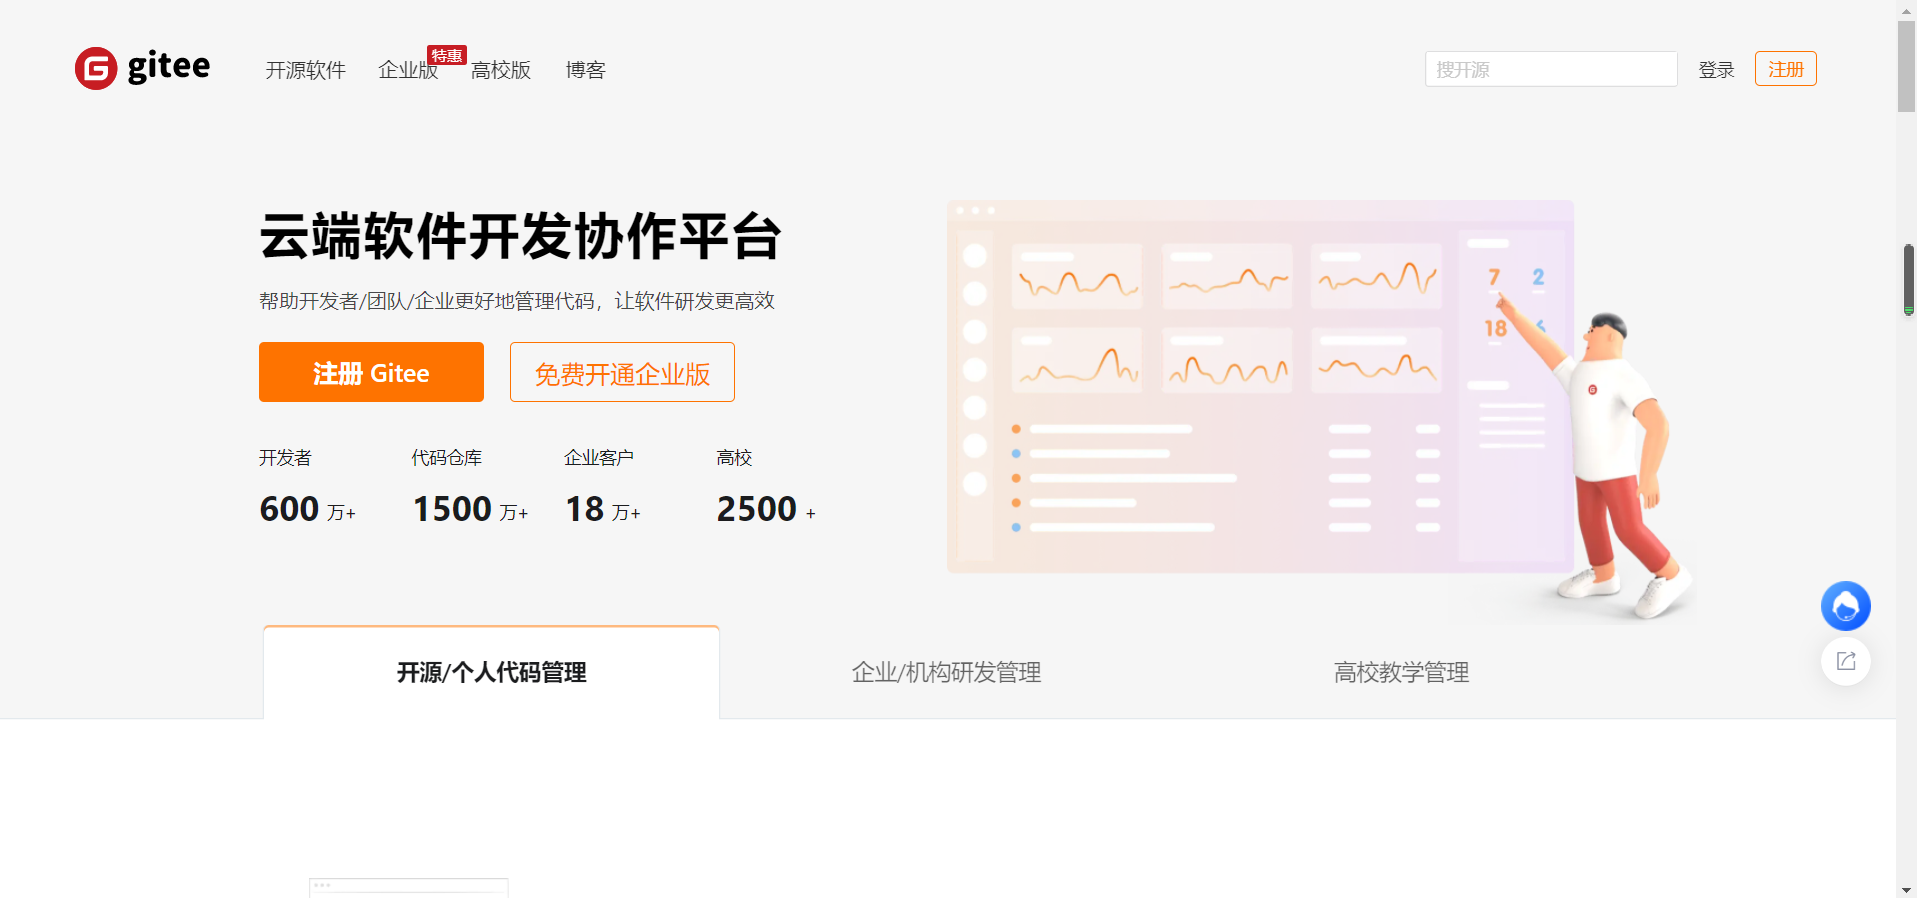 gitee
开源软件
企业版
特惠
高校版
博客
搜开源
登录
注册
云端软件开发协作平台
帮助开发者/团队/企业更好地管理代码，让软件研发更高效
注册 Gitee
免费开通企业版
开发者
代码仓库
企业客户
高校
600 万+
1500 万+
18 万+
2500 +
7
2
18
开源/个人代码管理
企业/机构研发管理
高校教学管理